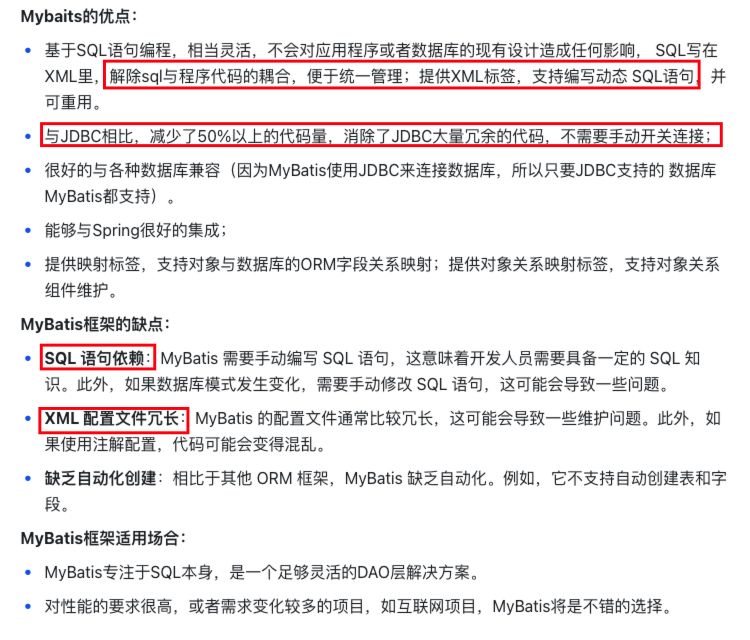 Mybaits的优点：
基于SQL语句编程，相当灵活，不会对应用程序或者数据库的现有设计造成任何影响， SQL写在
XML里，解除sql与程序代码的耦合，便于统一管理；提供XML标签，支持编写动态 SQL语句，并
可重用。
与JDBC相比，减少了50%以上的代码量，消除了JDBC大量冗余的代码，不需要手动开关连接；
很好的与各种数据库兼容（因为MyBatis使用JDBC来连接数据库，所以只要JDBC支持的 数据库
MyBatis都支持）。
能够与Spring很好的集成；
提供映射标签，支持对象与数据库的ORM字段关系映射；提供对象关系映射标签，支持对象关系
组件维护。
MyBatis框架的缺点：
SQL 语句依赖：MyBatis 需要手动编写 SQL 语句，这意味着开发人员需要具备一定的 SQL 知
识。此外，如果数据库模式发生变化，需要手动修改 SQL 语句，这可能会导致一些问题。
XML 配置文件冗长：MyBatis 的配置文件通常比较冗长，这可能会导致一些维护问题。此外，如
果使用注解配置，代码可能会变得混乱。
缺乏自动化创建：相比于其他 ORM 框架，MyBatis 缺乏自动化。例如，它不支持自动创建表和字
段。
MyBatis框架适用场合：
MyBatis专注于SQL本身，是一个足够灵活的DAO层解决方案。
对性能的要求很高，或者需求变化较多的项目，如互联网项目，MyBatis将是不错的选择。